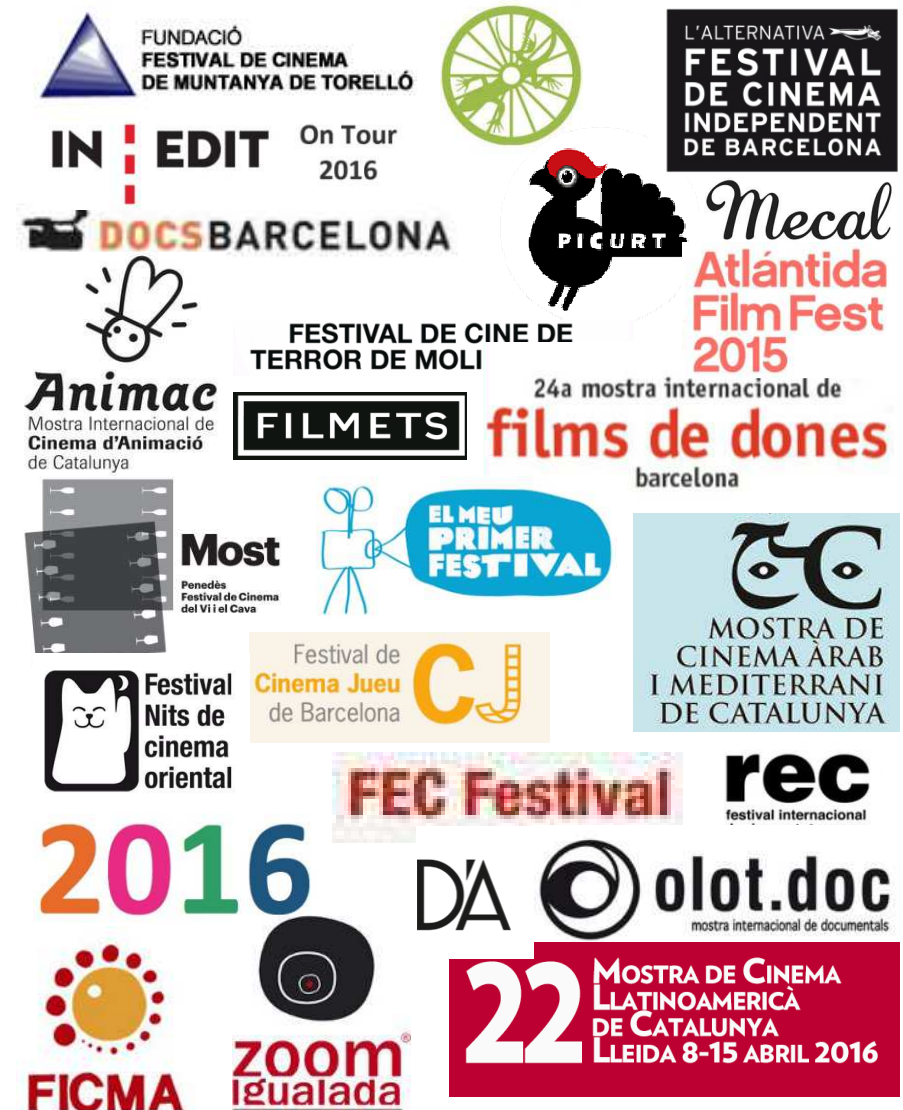 FUNDACIÓ
FESTIVAL DE CINEMA
DE MUNTANYA DE TORELLÓ
L'ALTERNATIVA
FESTIVAL
DE CINEMA
INDEPENDENT
DE BARCELONA
IN EDIT
On Tour
2016
DOCSBARCELONA
PICURT
Mecal
Atlántida
Film Fest
2015
FESTIVAL DE CINE DE
TERROR DE MOLI
Animac
Mostra Internacional de
Cinema d'Animació
de Catalunya
FILMETS
24a mostra internacional de
films de dones
barcelona
Most
Penedès
Festival de Cinema
del Vi i el Cava
EL MEU
PRIMER
FESTIVAL
MOSTRA DE
CINEMA ÀRAB
I MEDITERRANI
DE CATALUNYA
Festival
Nits de
cinema
oriental
Festival de
Cinema Jueu
de Barcelona
CJ
FEC Festival
rec
festival internacional
2016
D'A
olot.doc
mostra internacional de documentals
FICMA
zoom®
Igualada
22
MOSTRA DE CINEMA
LLATINOAMERICÀ
DE CATALUNYA
LLEIDA 8-15 ABRIL 2016